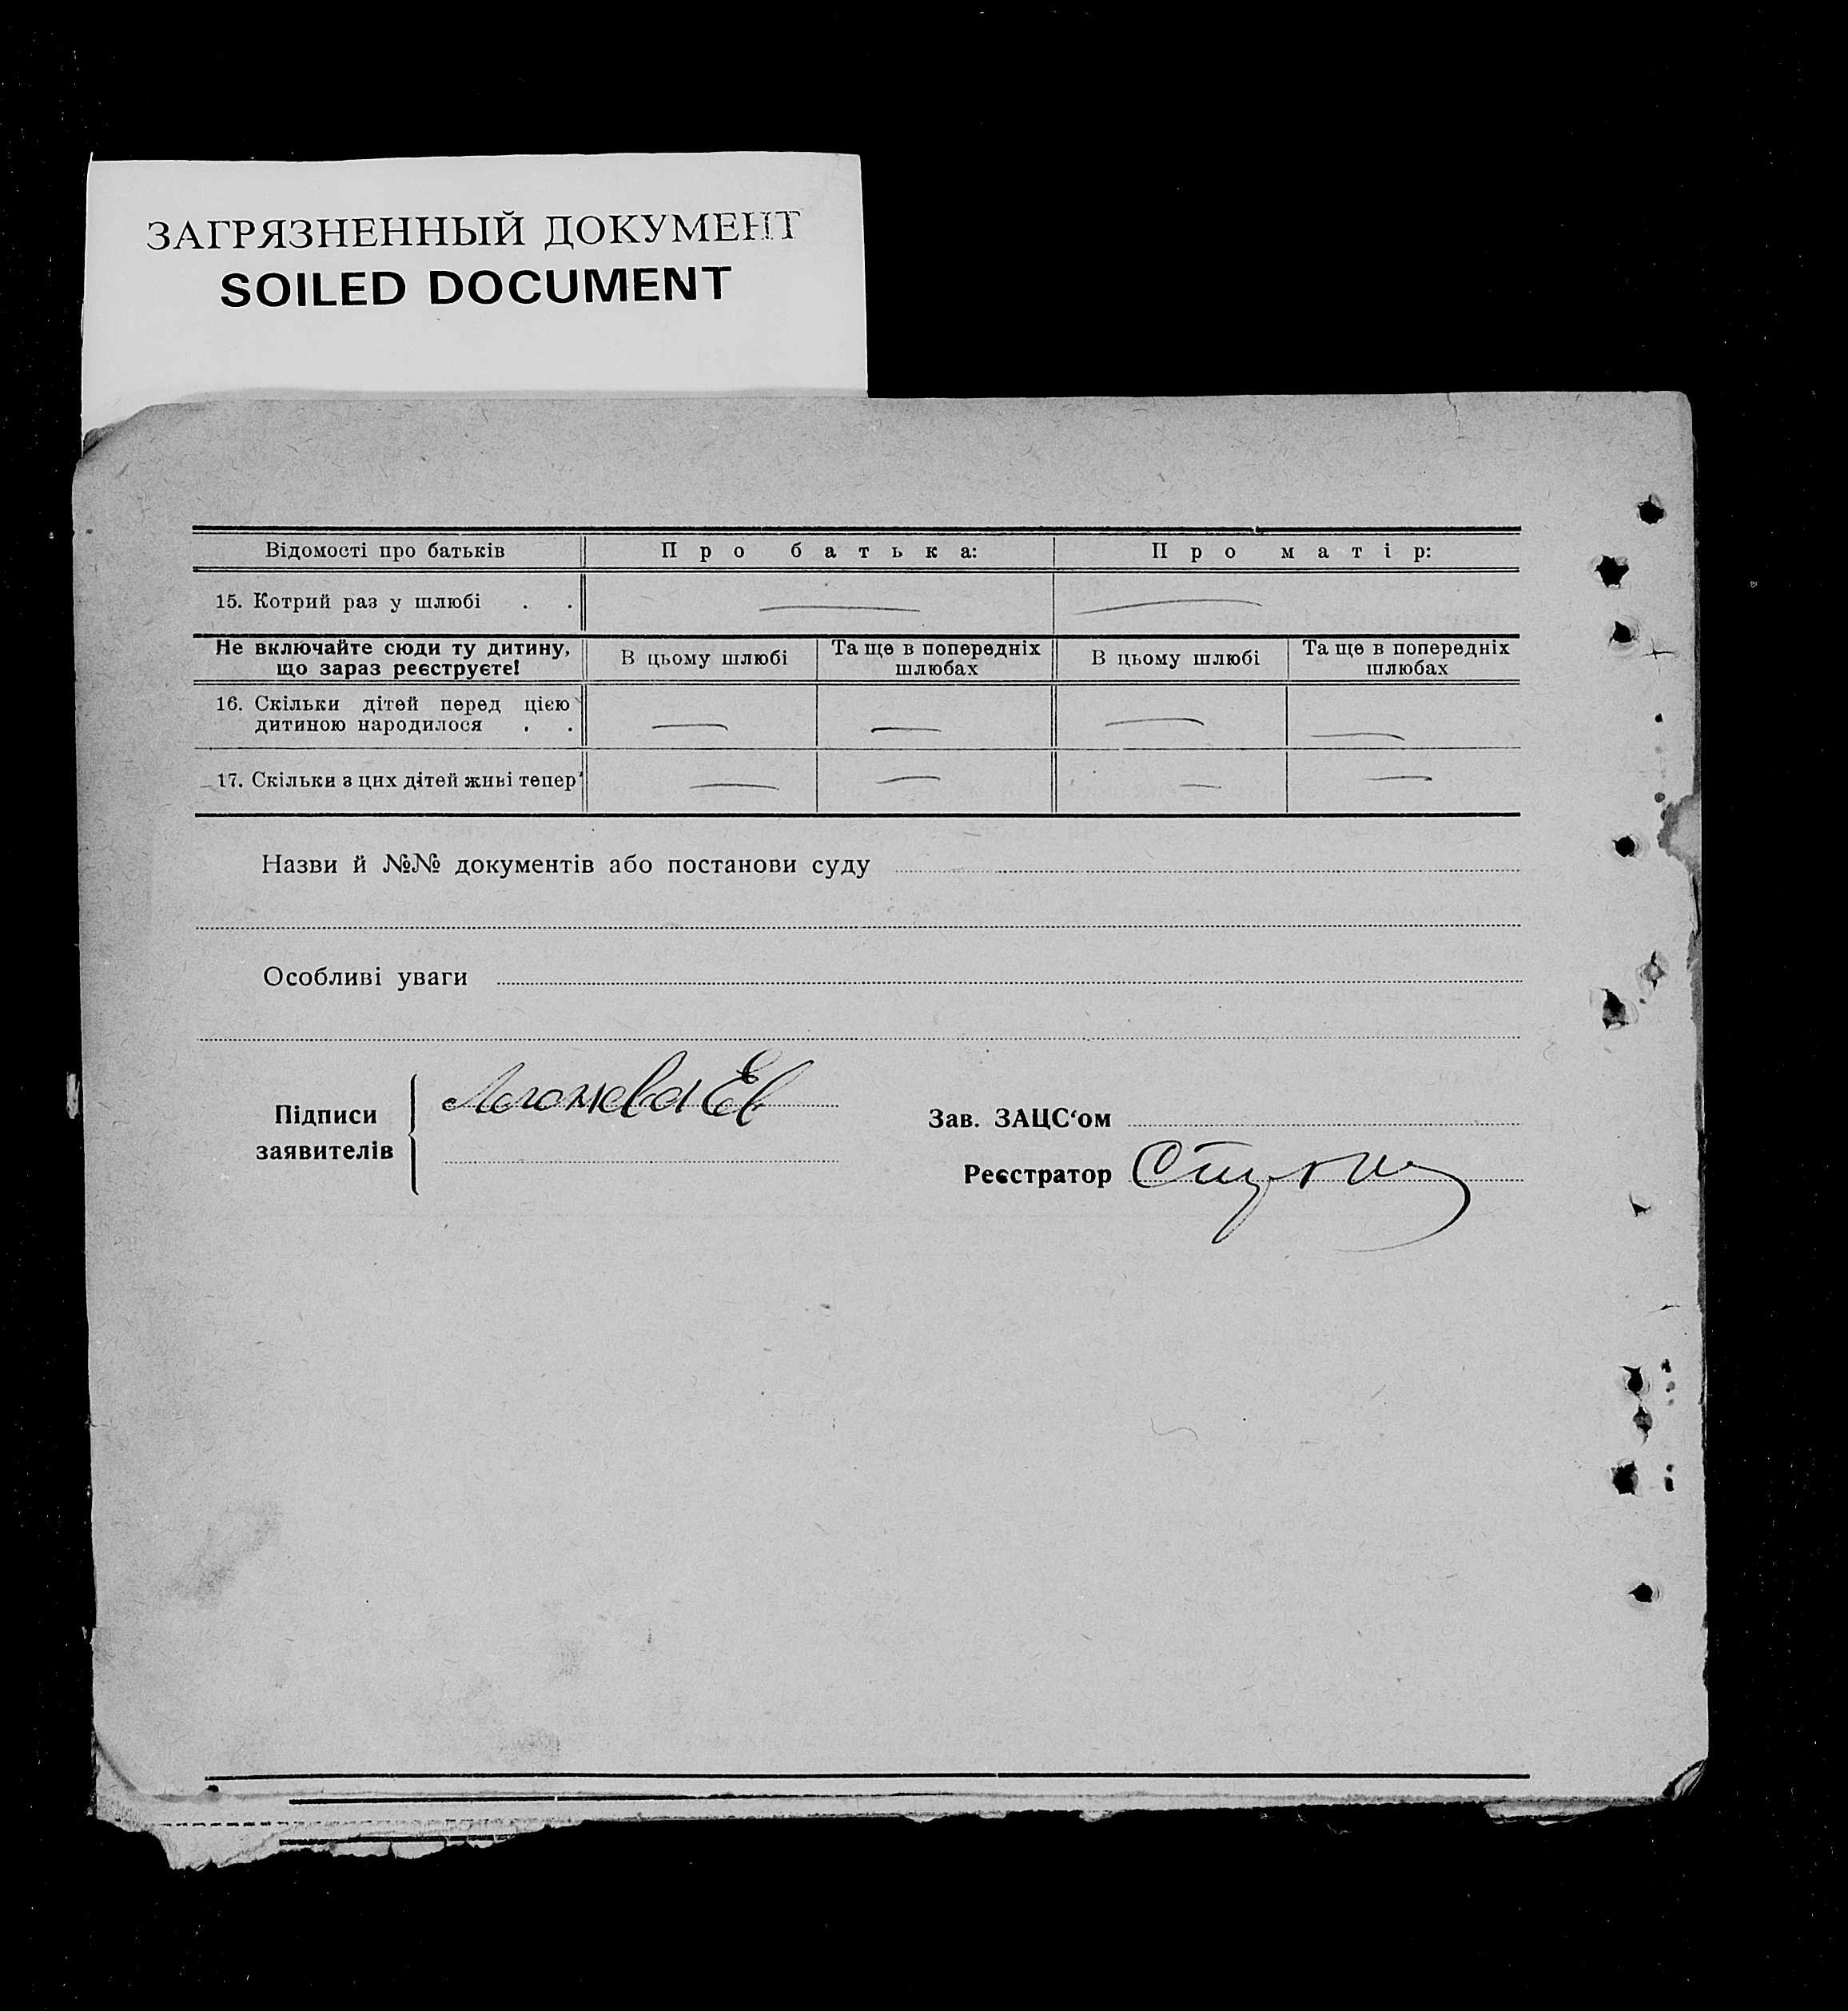 ЗАГРЯЗНЕННЫЙ ДОКУМЕНТ
SOILED DOCUMENT
Відомості про батьків Про батька: Про матір:
15. Котрий раз у шлюбі . . — —
Не включайте сюди ту дитину, що зараз реєструєте! В цьому шлюбі Та ще в попередніх шлюбах В цьому шлюбі Та ще в попередніх шлюбах
16. Скільки дітей перед цією
дитиною народилося . . — — — —
17. Скільки з цих дітей живі тепер — — — —
Назви й №№ документів або постанови суду
Особливі уваги
Підписи
заявителів
Зав. ЗАЦС‘ом
Реєстратор